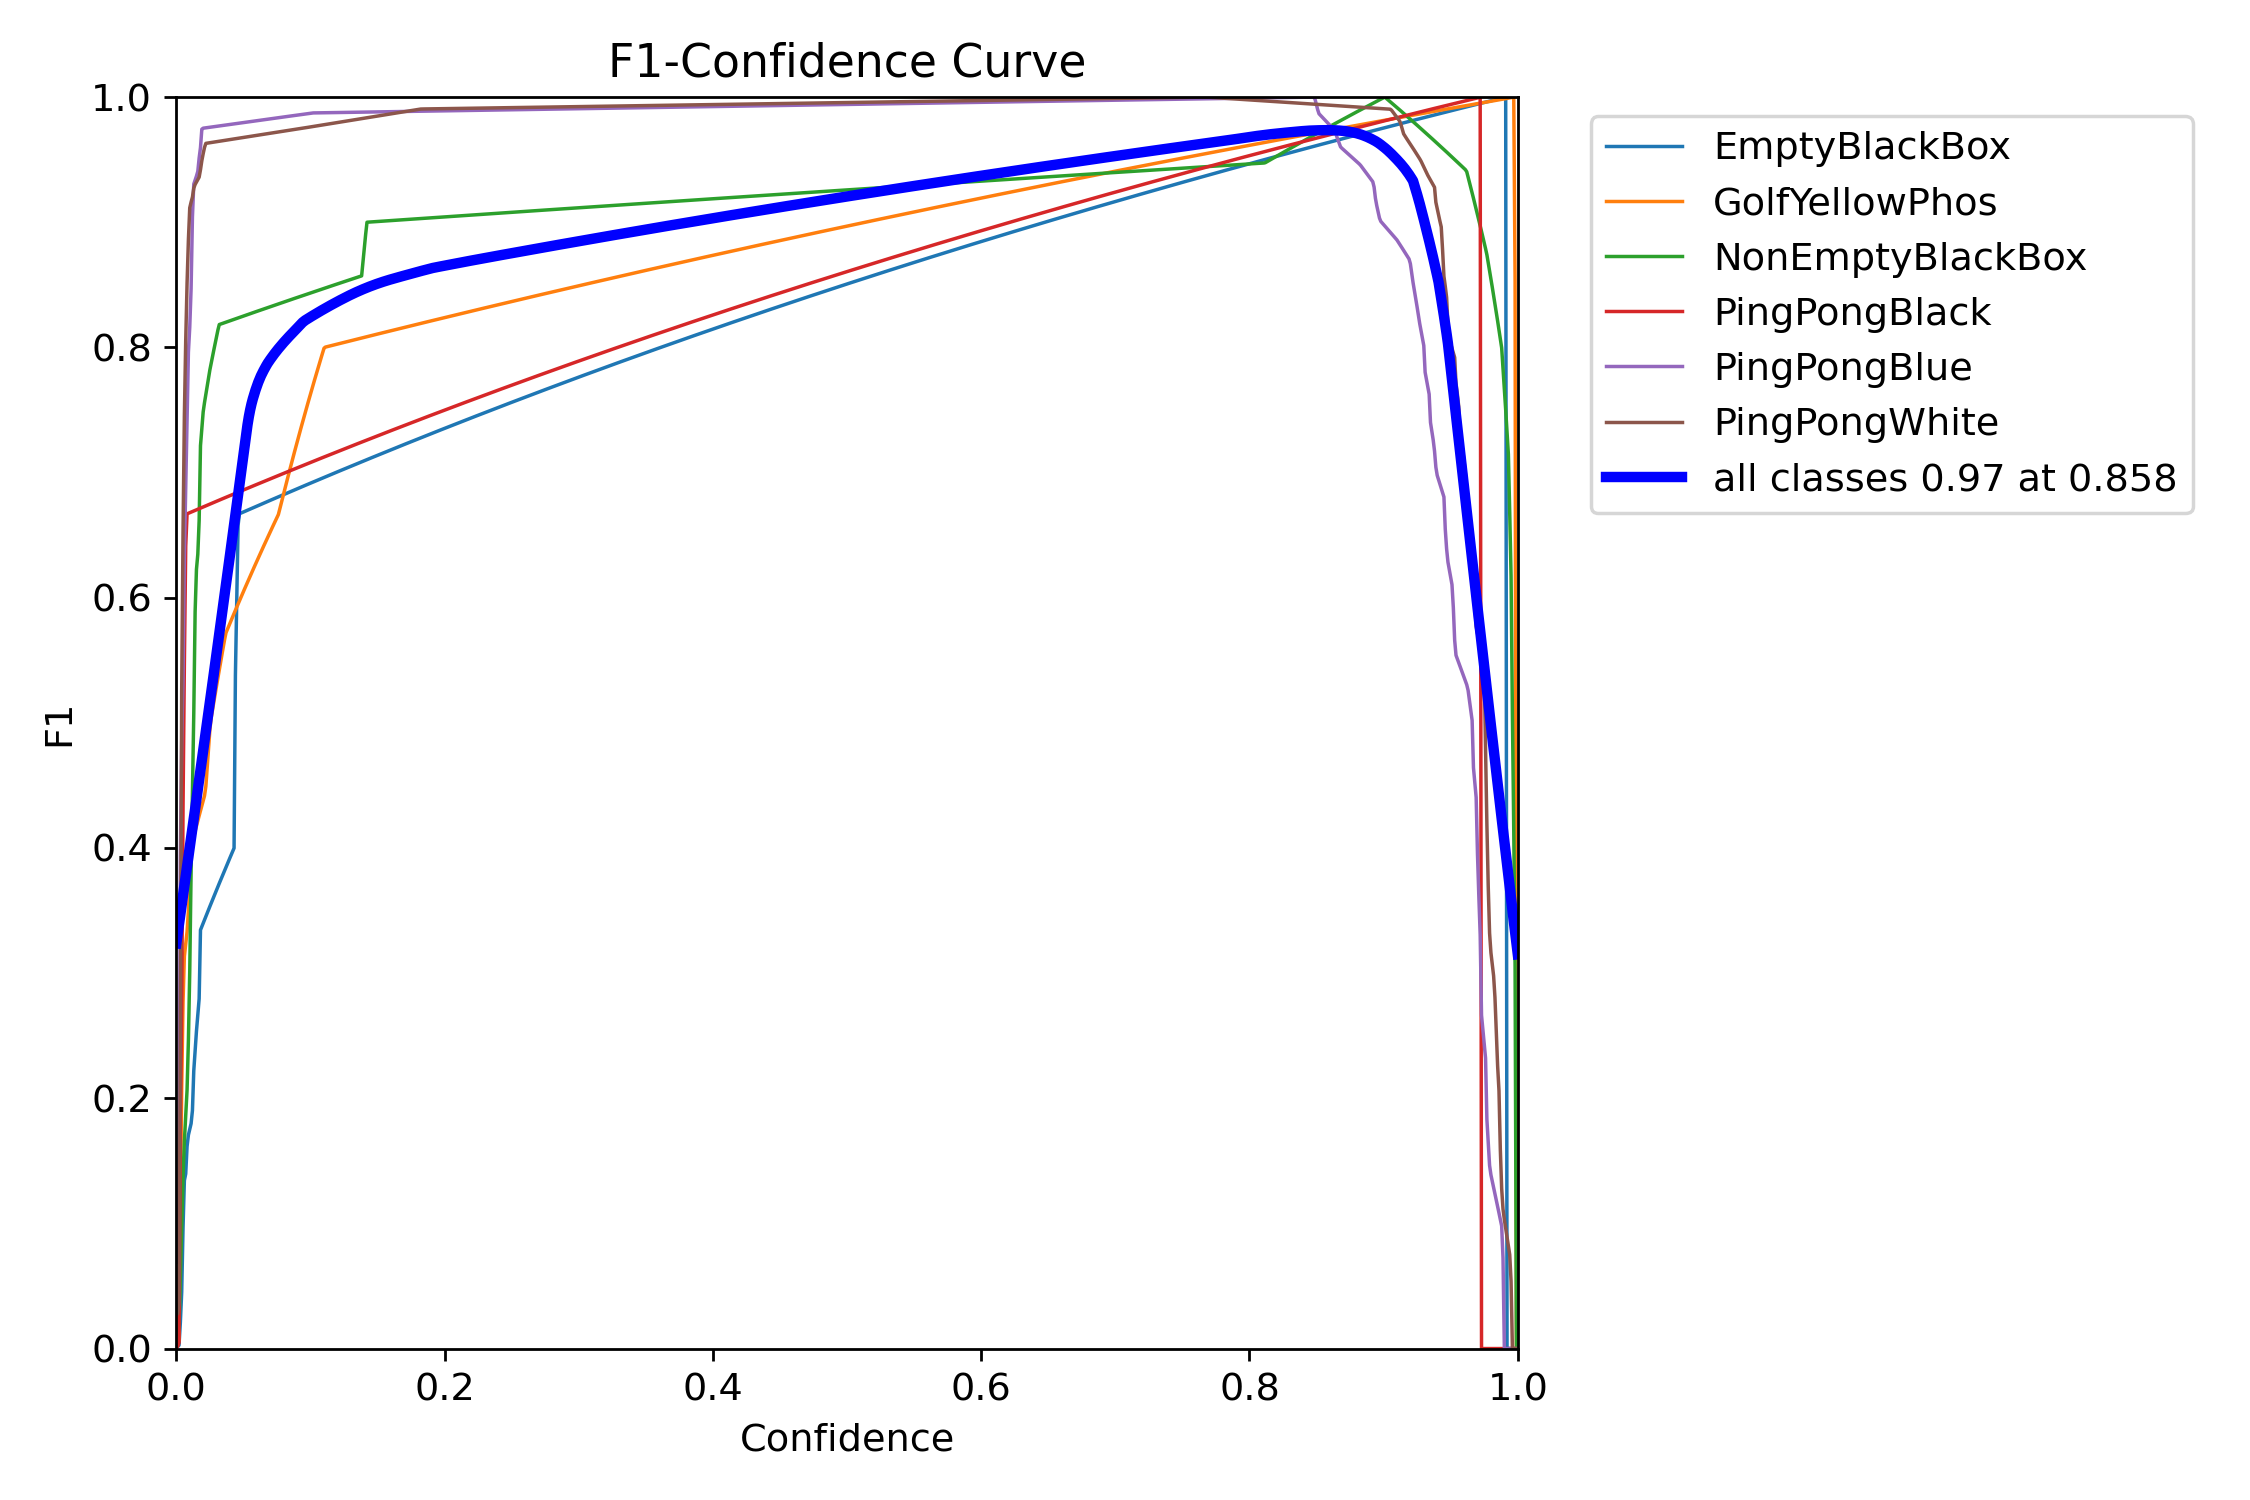 F1-Confidence Curve
1.0
0.8
0.6
0.4
0.2
0.0
F1
0.0 0.2 0.4 0.6 0.8 1.0
Confidence
EmptyBlackBox
GolfYellowPhos
NonEmptyBlackBox
PingPongBlack
PingPongBlue
PingPongWhite
all classes 0.97 at 0.858